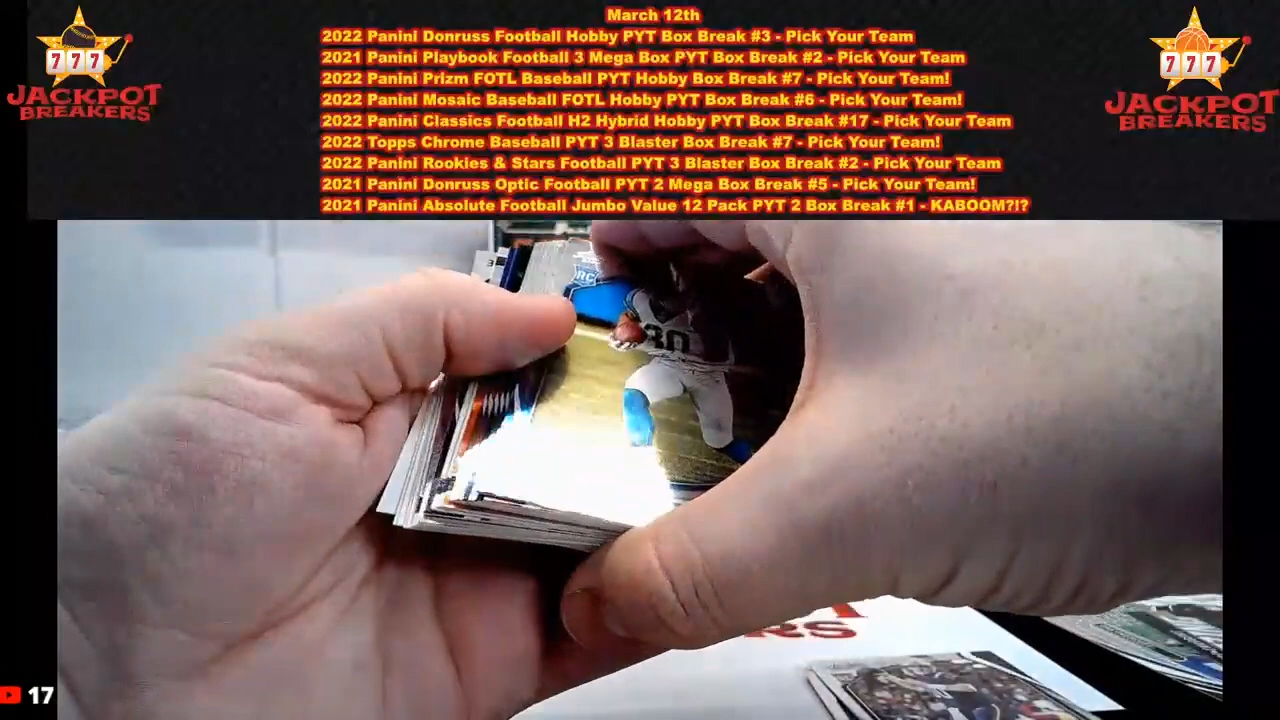 March 12th
2022 Panini Donruss Football Hobby PYT Box Break #3 - Pick Your Team
2021 Panini Playbook Football 3 Mega Box PYT Box Break #2 - Pick Your Team
2022 Panini Prizm FOTL Baseball PYT Hobby Box Break #7 - Pick Your Team!
2022 Panini Mosaic Baseball FOTL Hobby PYT Box Break #6 - Pick Your Team!
2022 Panini Classics Football H2 Hybrid Hobby PYT Box Break #17 - Pick Your Team
2022 Topps Chrome Baseball PYT 3 Blaster Box Break #7 - Pick Your Team!
2022 Panini Rookies & Stars Football PYT 3 Blaster Box Break #2 - Pick Your Team
2021 Panini Donruss Optic Football PYT 2 Mega Box Break #5 - Pick Your Team!
2021 Panini Absolute Football Jumbo Value 12 Pack PYT 2 Box Break #1 - KABOOM?!?
777
JACKPOT
BREAKERS
777
JACKPOT
BREAKERS
RC
30
17